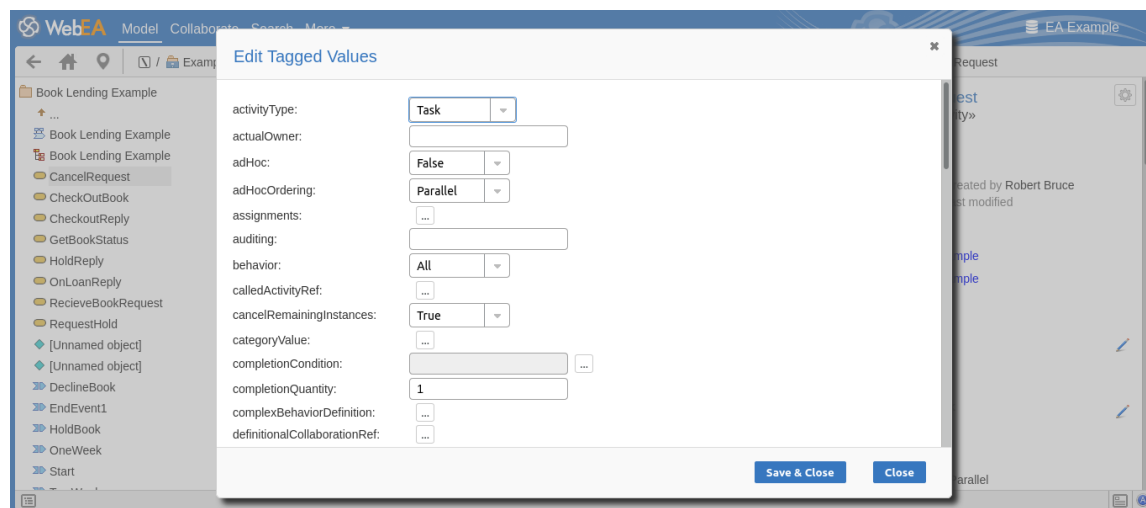 WebEA Model Collaborate Search More EA Example
/ Examp
Request
Book Lending Example
...
Book Lending Example
Book Lending Example
CancelRequest
CheckOutBook
CheckoutReply
GetBookStatus
HoldReply
OnLoanReply
RecieveBookRequest
RequestHold
[Unnamed object]
[Unnamed object]
DeclineBook
EndEvent1
HoldBook
OneWeek
Start
Edit Tagged Values
activityType: Task
actualOwner:
adHoc: False
adHocOrdering: Parallel
assignments: ...
auditing:
behavior: All
calledActivityRef: ...
cancelRemainingInstances: True
categoryValue: ...
completionCondition: ...
completionQuantity: 1
complexBehaviorDefinition: ...
definitionalCollaborationRef: ...
Save & Close Close
est
ity»
eated by Robert Bruce
st modified
mple
mple
arallel